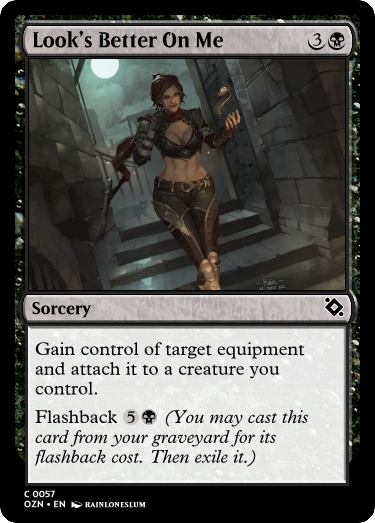 Look's Better On Me 3
Sorcery
Gain control of target equipment
and attach it to a creature you
control.
Flashback 5 (You may cast this
card from your graveyard for its
flashback cost. Then exile it.)
C 0057
OZN • EN RAINLONESLUM